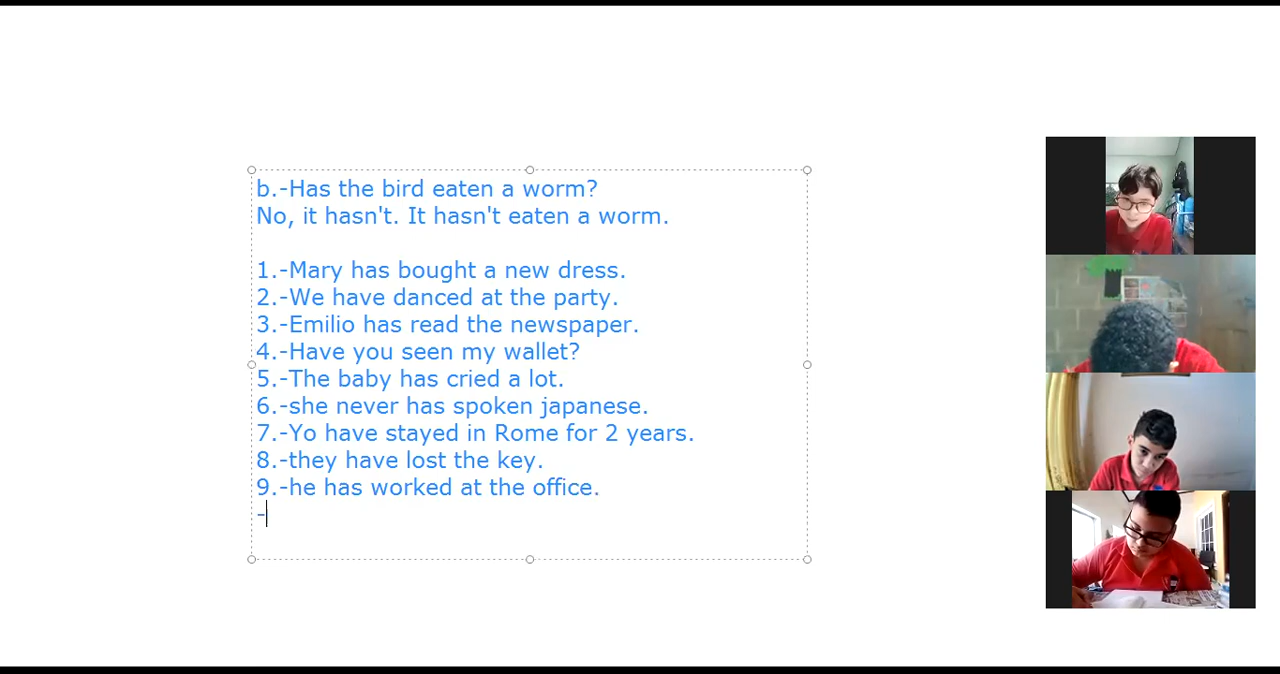 b.-Has the bird eaten a worm?
No, it hasn't. It hasn't eaten a worm.
1.-Mary has bought a new dress.
2.-We have danced at the party.
3.-Emilio has read the newspaper.
4.-Have you seen my wallet?
5.-The baby has cried a lot.
6.-she never has spoken japanese.
7.-Yo have stayed in Rome for 2 years.
8.-they have lost the key.
9.-he has worked at the office.
-